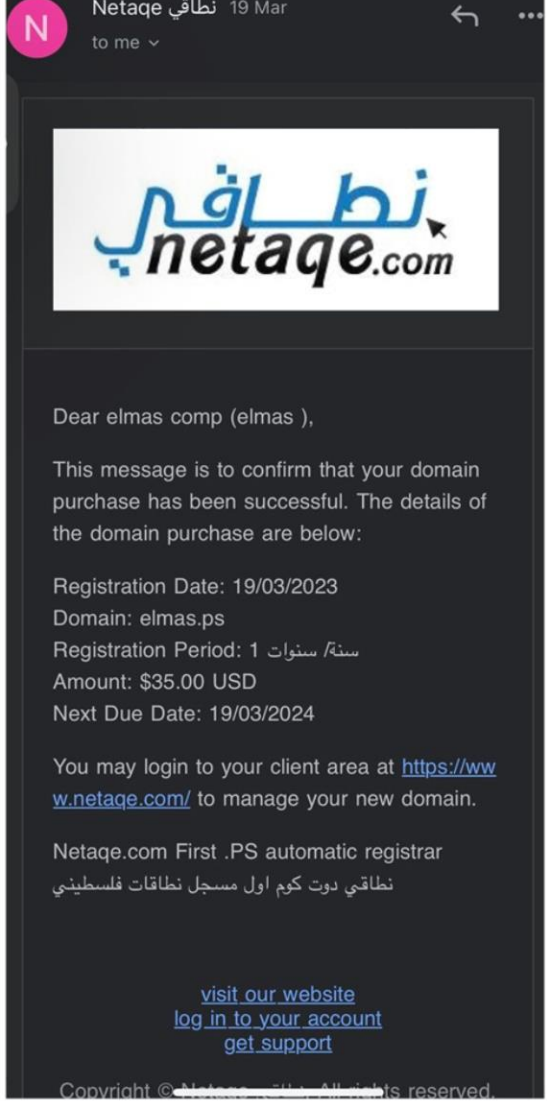 N
Netaqe نطاقي 19 Mar
to me
نطاقي
netaqe.com
Dear elmas comp (elmas ),
This message is to confirm that your domain
purchase has been successful. The details of
the domain purchase are below:
Registration Date: 19/03/2023
Domain: elmas.ps
Registration Period: 1 سنة/ سنوات
Amount: $35.00 USD
Next Due Date: 19/03/2024
You may login to your client area at https://ww
w.netaqe.com/ to manage your new domain.
Netaqe.com First .PS automatic registrar
نطاقي دوت كوم اول مسجل نطاقات فلسطيني
visit our website
log in to your account
get support
Copyright © Netaqe نطاقي. All rights reserved.